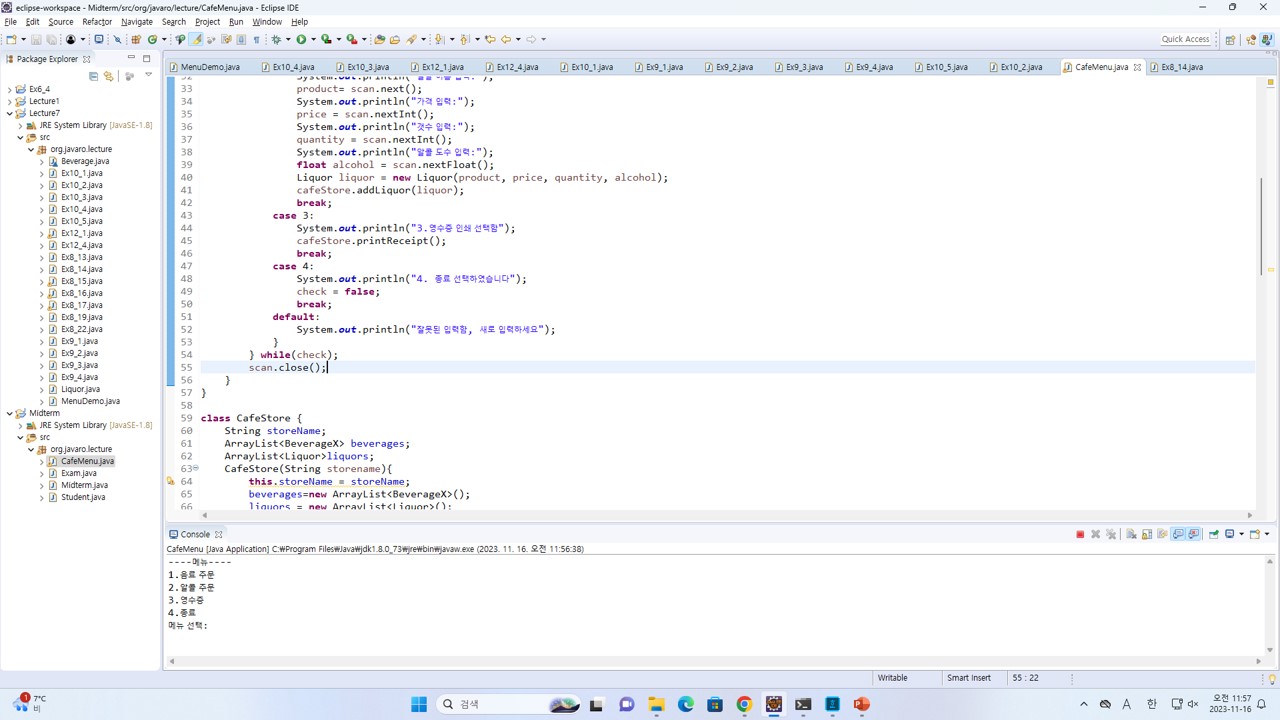 eclipse-workspace - Midterm/src/org/javaro/lecture/CafeMenu.java - Eclipse IDE
File Edit Source Refactor Navigate Search Project Run Window Help
Quick Access
Package Explorer
MenuDemo.java Ex10_4.java Ex10_3.java Ex12_1.java Ex12_4.java Ex10_1.java Ex9_1.java Ex9_2.java Ex9_3.java Ex9_4.java Ex10_5.java Ex10_2.java CafeMenu.java Ex8_14.java
Ex6_4
Lecture1
Lecture7
JRE System Library [JavaSE-1.8]
src
org.javaro.lecture
Beverage.java
Ex10_1.java
Ex10_2.java
Ex10_3.java
Ex10_4.java
Ex10_5.java
Ex12_1.java
Ex12_4.java
Ex8_13.java
Ex8_14.java
Ex8_15.java
Ex8_16.java
Ex8_17.java
Ex8_19.java
Ex8_22.java
Ex9_1.java
Ex9_2.java
Ex9_3.java
Ex9_4.java
Liquor.java
MenuDemo.java
Midterm
JRE System Library [JavaSE-1.8]
src
org.javaro.lecture
CafeMenu.java
Exam.java
Midterm.java
Student.java
33 product= scan.next();
34 System.out.println("가격 입력:");
35 price = scan.nextInt();
36 System.out.println("갯수 입력:");
37 quantity = scan.nextInt();
38 System.out.println("알콜 도수 입력:");
39 float alcohol = scan.nextFloat();
40 Liquor liquor = new Liquor(product, price, quantity, alcohol);
41 cafeStore.addLiquor(liquor);
42 break;
43 case 3:
44 System.out.println("3.영수증 인쇄 선택함");
45 cafeStore.printReceipt();
46 break;
47 case 4:
48 System.out.println("4. 종료 선택하였습니다");
49 check = false;
50 break;
51 default:
52 System.out.println("잘못된 입력함, 새로 입력하세요");
53 }
54 } while(check);
55 scan.close();
56 }
57 }
58
59 class CafeStore {
60 String storeName;
61 ArrayList<BeverageX> beverages;
62 ArrayList<Liquor>liquors;
63 CafeStore(String storename){
64 this.storeName = storeName;
65 beverages=new ArrayList<BeverageX>();
66 liquors = new ArrayList<Liquor>();
Console
CafeMenu [Java Application] C:₩Program Files₩Java₩jdk1.8.0_73₩jre₩bin₩javaw.exe (2023. 11. 16. 오전 11:56:38)
----메뉴----
1.음료 주문
2.알콜 주문
3.영수증
4.종료
메뉴 선택:
Writable Smart Insert 55 : 22
1 7°C
비
검색
A 한
오전 11:57
2023-11-16